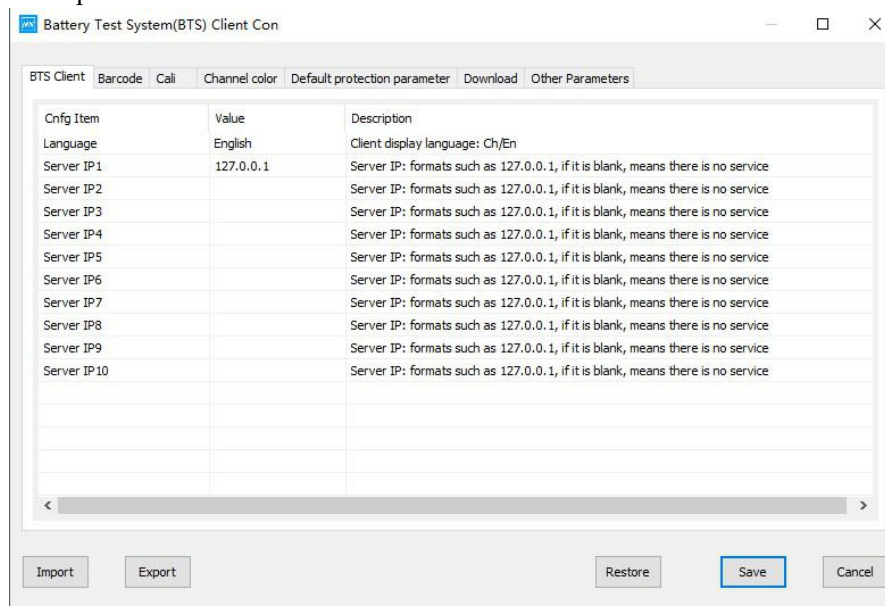 Battery Test System(BTS) Client Con
BTS Client Barcode Cali Channel color Default protection parameter Download Other Parameters
Cnfg Item Value Description
Language English Client display language: Ch/En
Server IP1 127.0.0.1 Server IP: formats such as 127.0.0.1, if it is blank, means there is no service
Server IP2 Server IP: formats such as 127.0.0.1, if it is blank, means there is no service
Server IP3 Server IP: formats such as 127.0.0.1, if it is blank, means there is no service
Server IP4 Server IP: formats such as 127.0.0.1, if it is blank, means there is no service
Server IP5 Server IP: formats such as 127.0.0.1, if it is blank, means there is no service
Server IP6 Server IP: formats such as 127.0.0.1, if it is blank, means there is no service
Server IP7 Server IP: formats such as 127.0.0.1, if it is blank, means there is no service
Server IP8 Server IP: formats such as 127.0.0.1, if it is blank, means there is no service
Server IP9 Server IP: formats such as 127.0.0.1, if it is blank, means there is no service
Server IP10 Server IP: formats such as 127.0.0.1, if it is blank, means there is no service
Import Export Restore Save Cancel